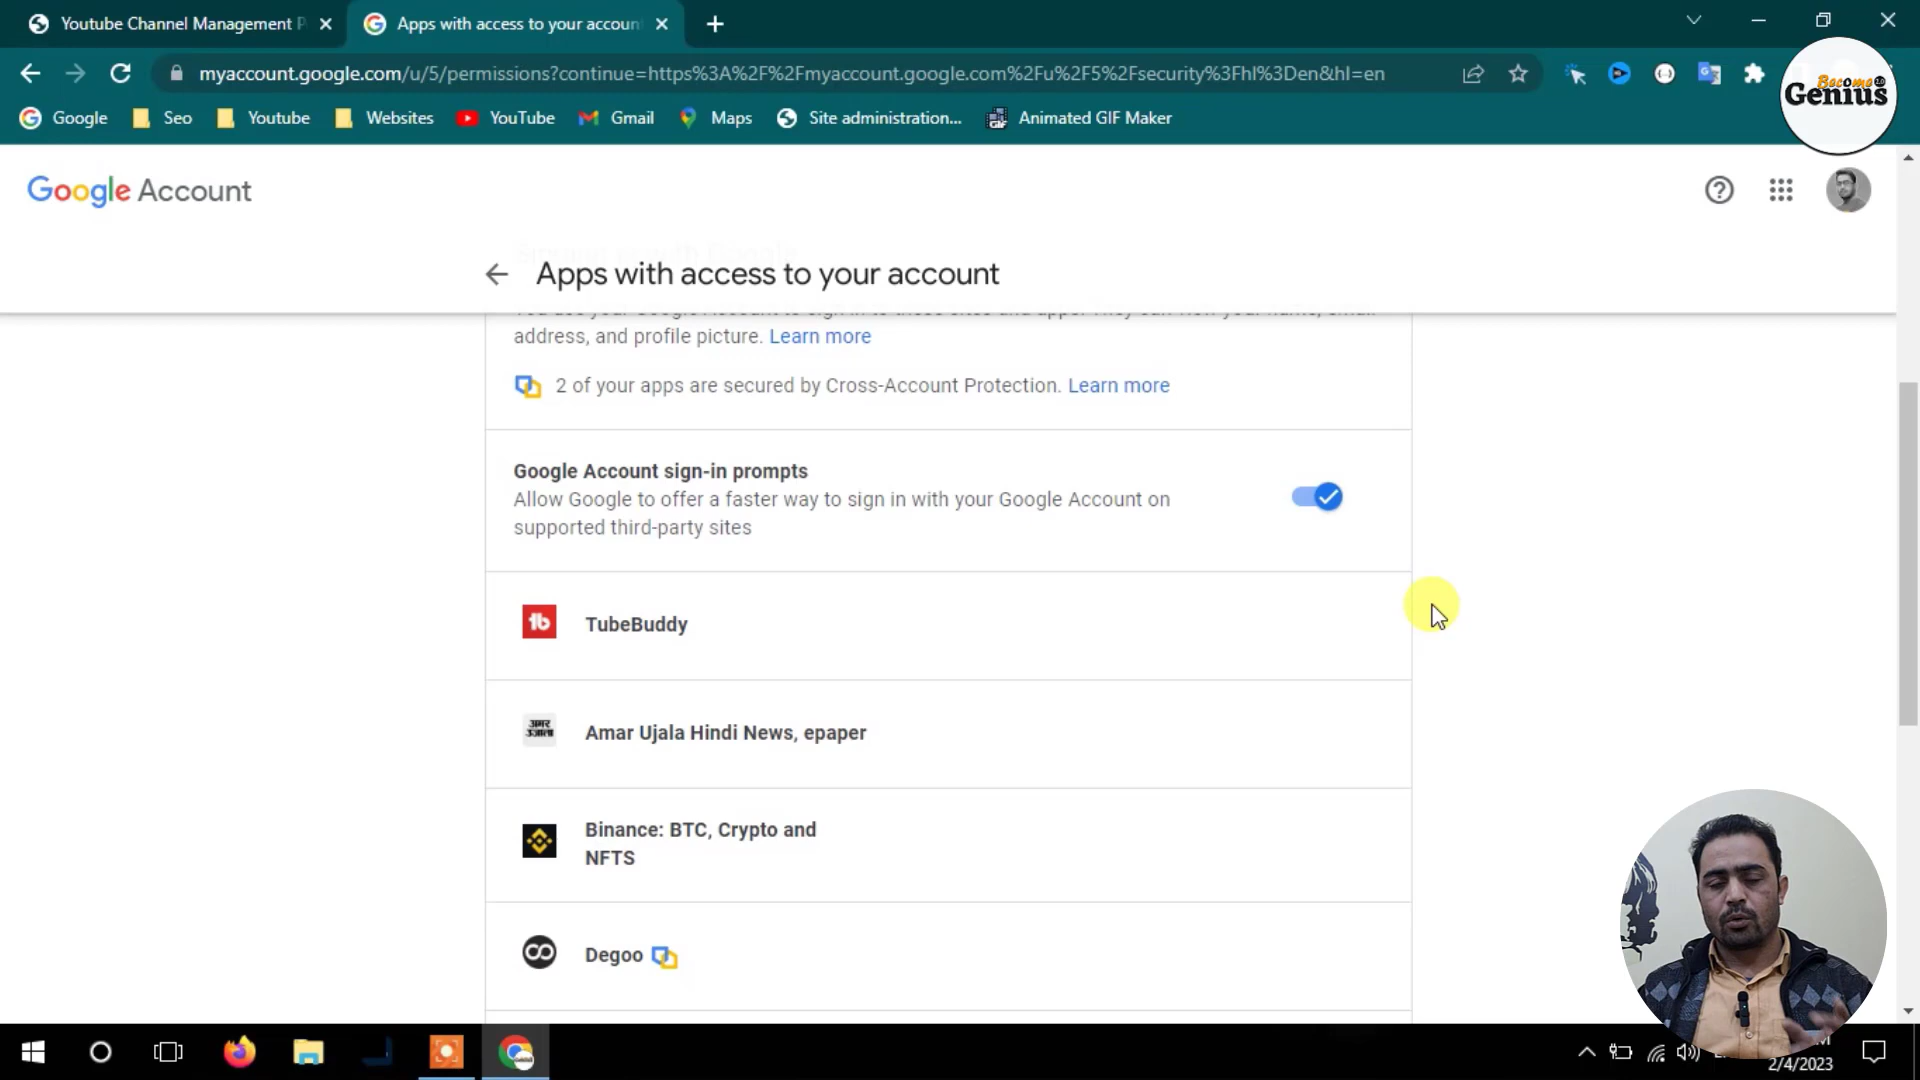 Youtube Channel Management P
Apps with access to your accoun
myaccount.google.com/u/5/permissions?continue=https%3A%2F%2Fmyaccount.google.com%2Fu%2F5%2Fsecurity%3Fhl%3Den&hl=en
Google
Seo
Youtube
Websites
YouTube
Gmail
Maps
Site administration...
Animated GIF Maker
Become 2.0
Genius
Google Account
Apps with access to your account
address, and profile picture. Learn more
2 of your apps are secured by Cross-Account Protection. Learn more
Google Account sign-in prompts
Allow Google to offer a faster way to sign in with your Google Account on
supported third-party sites
TubeBuddy
अमर
उजाला
Amar Ujala Hindi News, epaper
Binance: BTC, Crypto and
NFTS
Degoo
2/4/2023